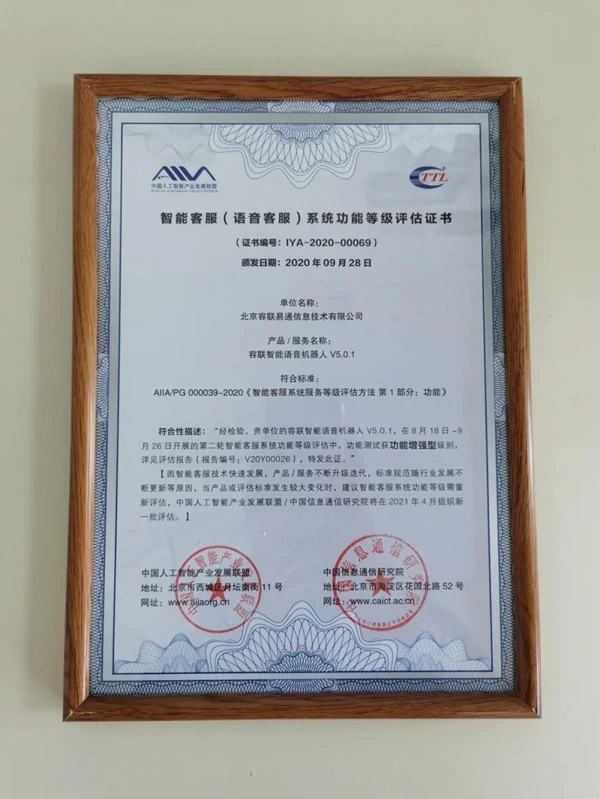 AIIA
中国人工智能产业发展联盟
Artificial Intelligence Industry Alliance
CTTL
智能客服（语音客服）系统功能等级评估证书
（证书编号：IYA-2020-00069）
颁发日期：2020 年 09 月 28 日
单位名称：
北京容联易通信息技术有限公司
产品 / 服务名称：
容联智能语音机器人 V5.0.1
符合标准：
AIIA/PG 000039-2020《智能客服系统服务等级评估方法 第 1 部分：功能》
符合性描述：“经检验，贵单位的容联智能语音机器人 V5.0.1，在 8 月 18 日 -9
月 26 日开展的第二轮智能客服系统功能等级评估中，功能测试获功能增强型级别，
详见评估报告（报告编号：V20Y00026），特发此证。”
【因智能客服技术快速发展，产品 / 服务不断升级迭代，标准规范随行业发展不
断更新等原因，当产品或评估标准发生较大变化时，建议智能客服系统功能等级需重
新评估，中国人工智能产业发展联盟 / 中国信息通信研究院将在 2021 年 4 月组织新
一批评估。】
中国人工智能产业发展联盟
地址：北京市西城区月坛南街 11 号
网址：www.aiiaorg.cn
中国信息通信研究院
地址：北京市海淀区花园北路 52 号
网址：www.caict.ac.cn